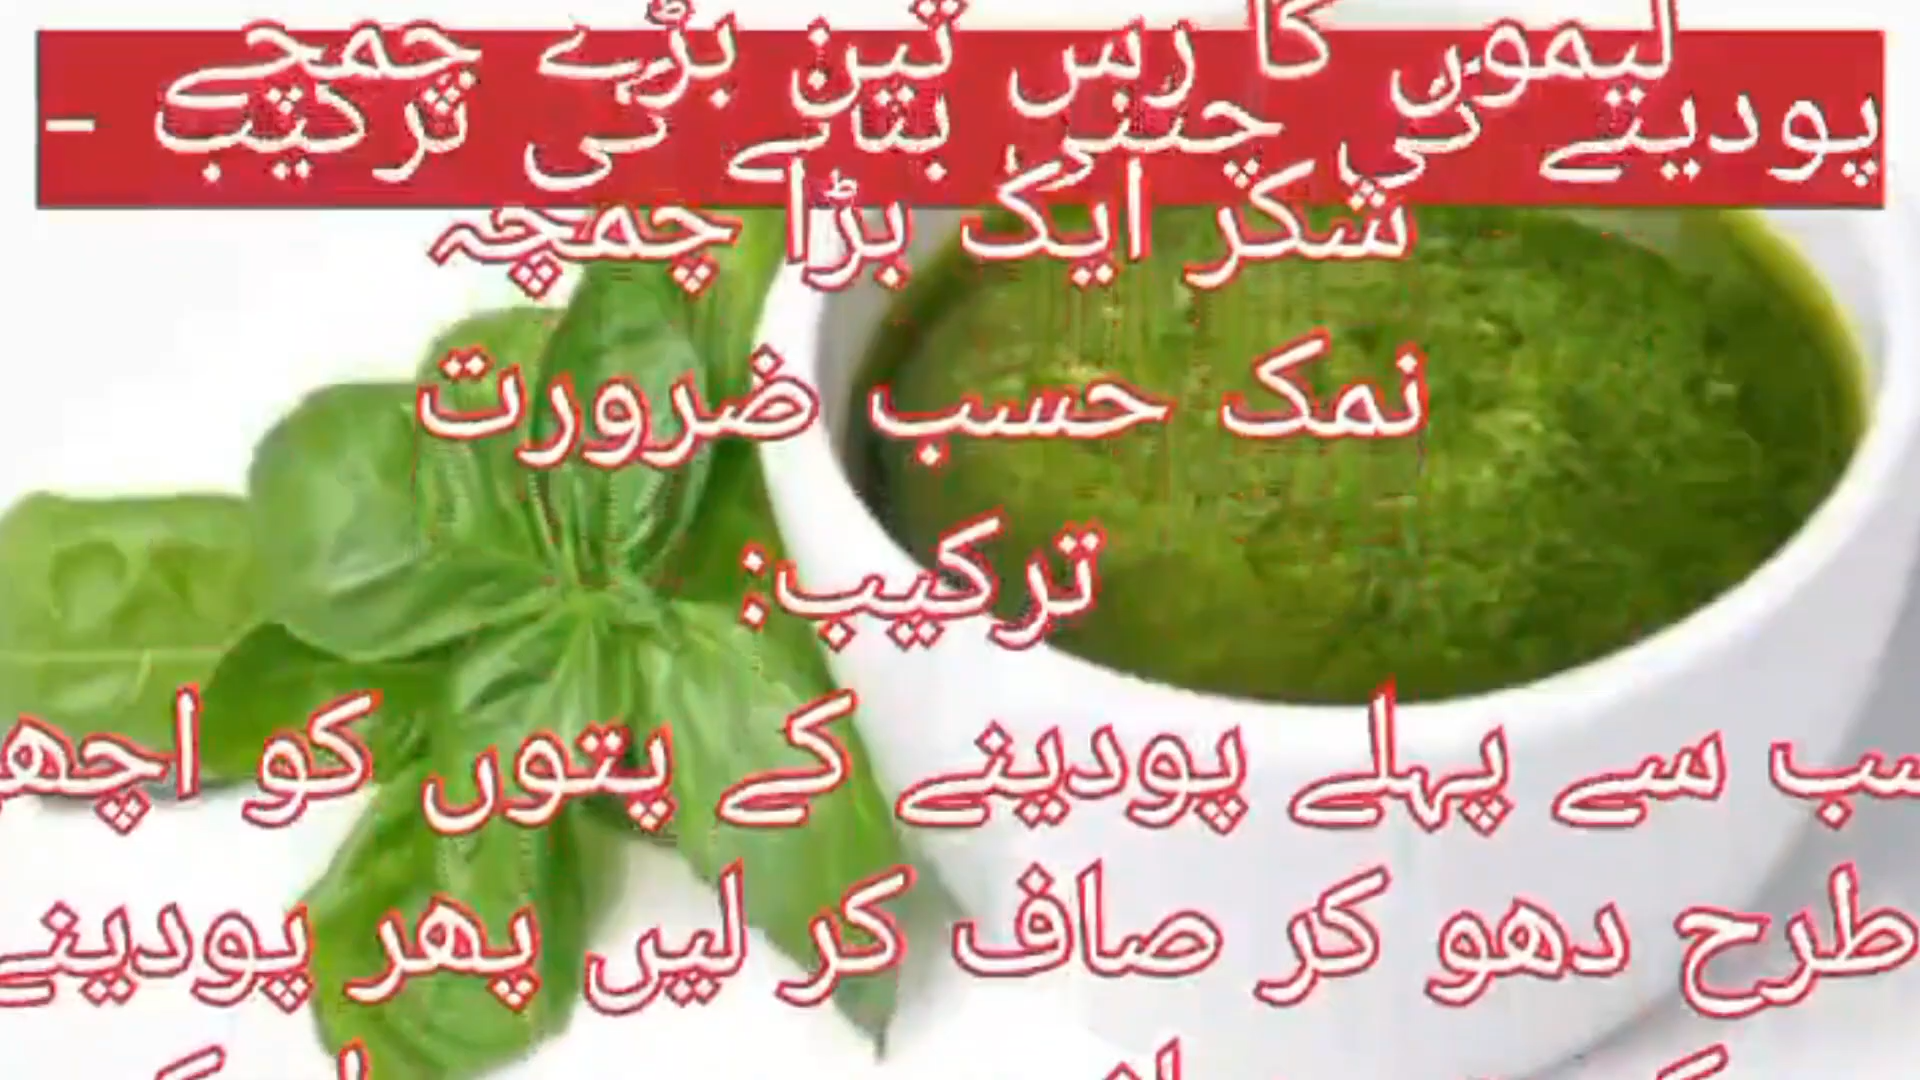 لیموں کا رس تین بڑے چمچے
پودینے کی چٹنی بنانے کی ترکیب –
شکر ایک بڑا چمچہ
نمک حسب ضرورت
ترکیب:
سب سے پہلے پودینے کے پتوں کو اچھی
طرح دھو کر صاف کر لیں پھر پودینے